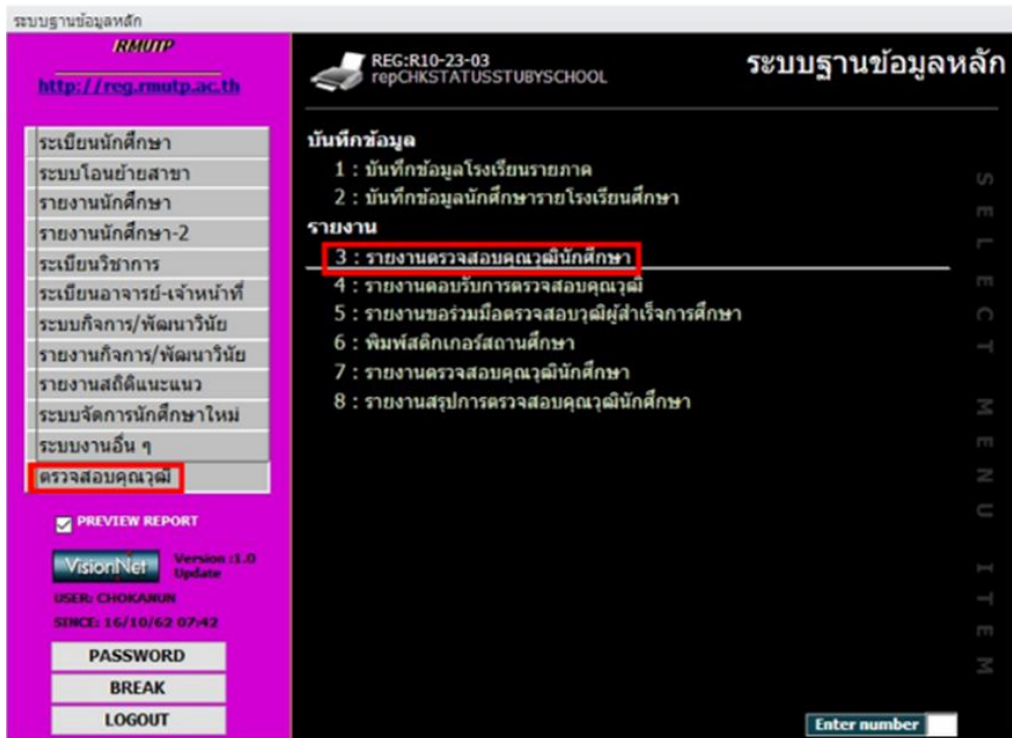 ระบบฐานข้อมูลหลัก
RMUTP
http://reg.rmutp.ac.th
ระเบียนนักศึกษา
ระบบโอนย้ายสาขา
รายงานนักศึกษา
รายงานนักศึกษา-2
ระเบียนวิชาการ
ระเบียนอาจารย์-เจ้าหน้าที่
ระบบกิจการ/พัฒนาวินัย
รายงานกิจการ/พัฒนาวินัย
รายงานสถิติแนะแนว
ระบบจัดการนักศึกษาใหม่
ระบบงานอื่น ๆ
ตรวจสอบคุณวุฒิ
PREVIEW REPORT
VisionNet
Version :1.0
Update
USER: CHOKANUN
SINCE: 16/10/62 07:42
PASSWORD
BREAK
LOGOUT
REG:R10-23-03
repCHKSTATUSSTUBYSCHOOL
ระบบฐานข้อมูลหลัก
บันทึกข้อมูล
1 : บันทึกข้อมูลโรงเรียนรายภาค
2 : บันทึกข้อมูลนักศึกษารายโรงเรียนศึกษา
รายงาน
3 : รายงานตรวจสอบคุณวุฒินักศึกษา
4 : รายงานตอบรับการตรวจสอบคุณวุฒิ
5 : รายงานขอร่วมมือตรวจสอบวุฒิผู้สำเร็จการศึกษา
6 : พิมพ์สติกเกอร์สถานศึกษา
7 : รายงานตรวจสอบคุณวุฒินักศึกษา
8 : รายงานสรุปการตรวจสอบคุณวุฒินักศึกษา
SELECT MENU ITEM
Enter number